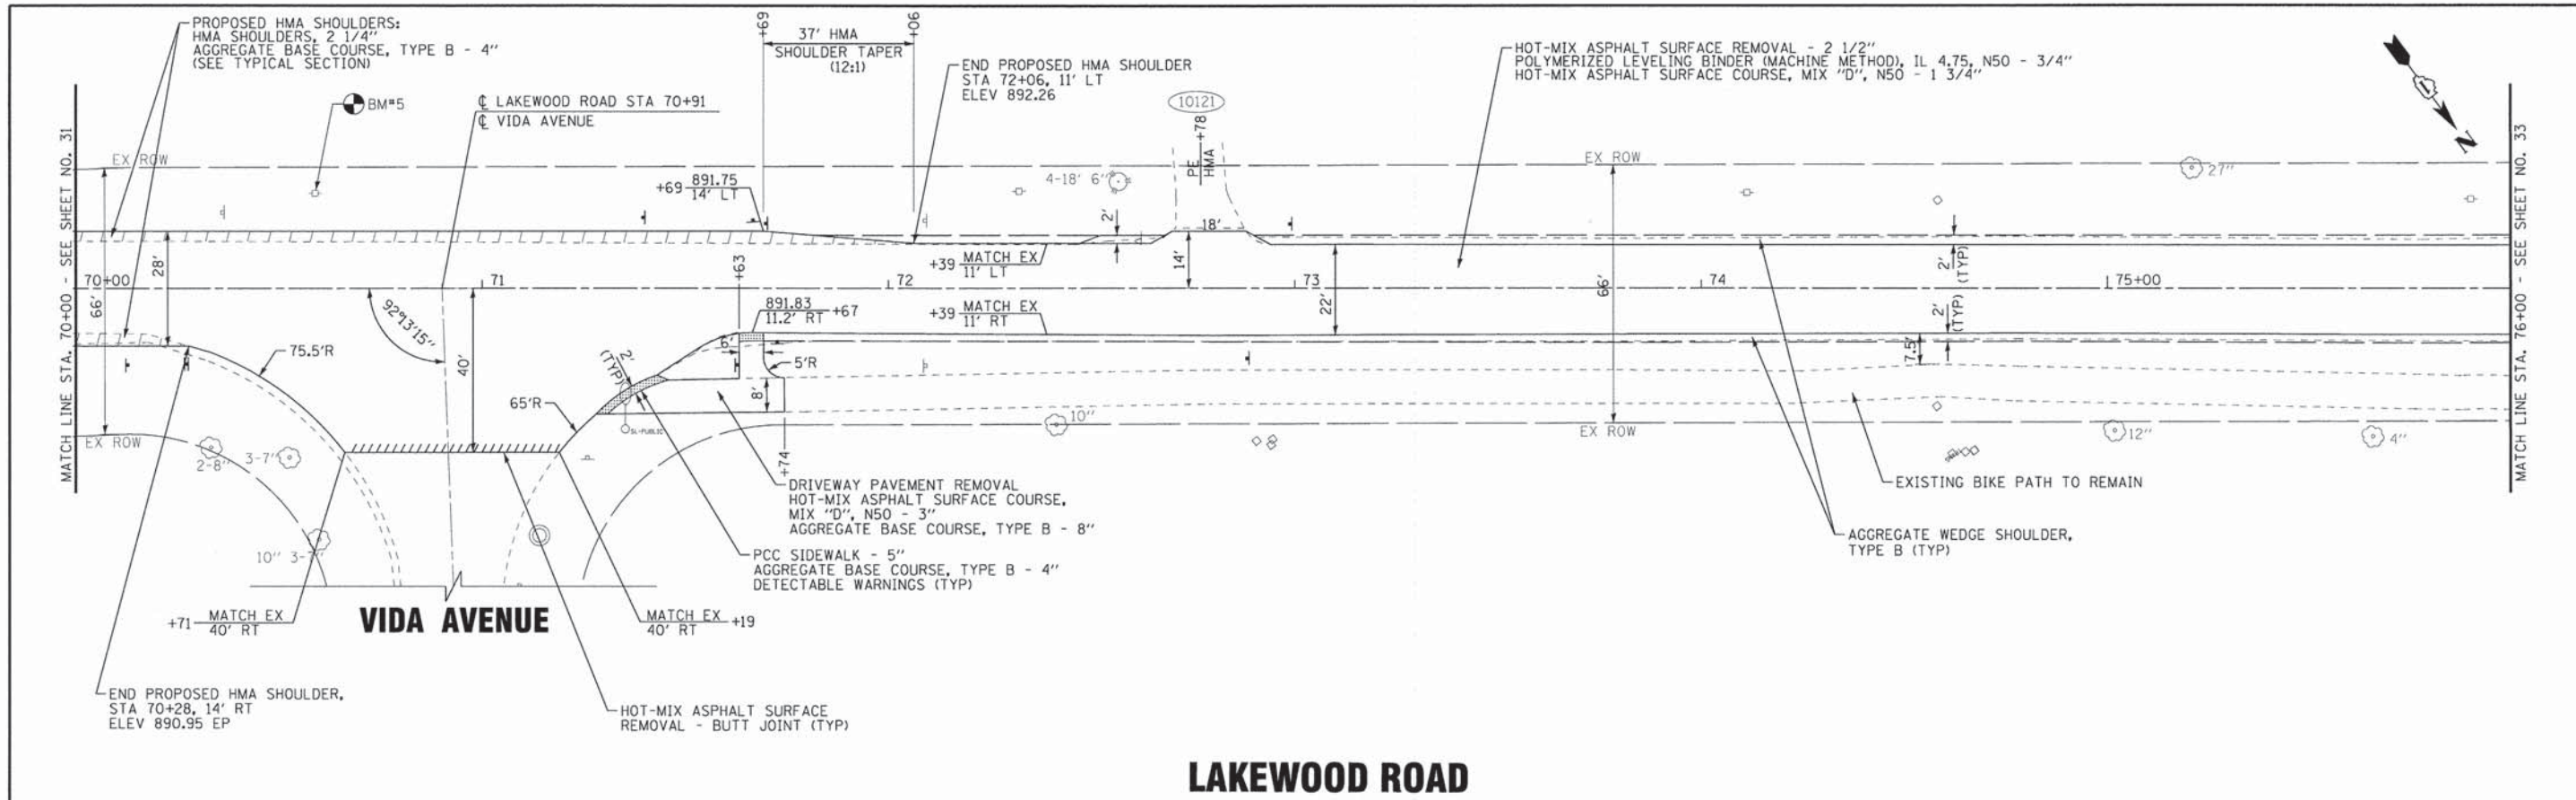 PROPOSED HMA SHOULDERS:
HMA SHOULDERS, 2 1/4"
AGGREGATE BASE COURSE, TYPE B - 4"
(SEE TYPICAL SECTION)
BM#5
℄ LAKEWOOD ROAD STA 70+91
℄ VIDA AVENUE
+69
+06
37' HMA
SHOULDER TAPER
(12:1)
END PROPOSED HMA SHOULDER
STA 72+06, 11' LT
ELEV 892.26
10121
+78
PE
HMA
HOT-MIX ASPHALT SURFACE REMOVAL - 2 1/2"
POLYMERIZED LEVELING BINDER (MACHINE METHOD), IL 4.75, N50 - 3/4"
HOT-MIX ASPHALT SURFACE COURSE, MIX "D", N50 - 1 3/4"
N
MATCH LINE STA. 70+00 - SEE SHEET NO. 31
MATCH LINE STA. 76+00 - SEE SHEET NO. 33
EX ROW
EX ROW
27"
4-18' 6"
+69 891.75
14' LT
2'
18'
28'
66'
70+00
71
72
73
74
75+00
+39 MATCH EX
11' LT
14'
22'
66'
2' (TYP)
2' (TYP)
7.5'
92°13'15"
40'
+63
891.83
11.2' RT +67
+39 MATCH EX
11' RT
75.5'R
6'
5'R
8'
2'
(TYP)
65'R
SL-PUBLIC
10"
EX ROW
EX ROW
2-8"
3-7"
12"
4"
+74
DRIVEWAY PAVEMENT REMOVAL
HOT-MIX ASPHALT SURFACE COURSE,
MIX "D", N50 - 3"
AGGREGATE BASE COURSE, TYPE B - 8"
EXISTING BIKE PATH TO REMAIN
AGGREGATE WEDGE SHOULDER,
TYPE B (TYP)
PCC SIDEWALK - 5"
AGGREGATE BASE COURSE, TYPE B - 4"
DETECTABLE WARNINGS (TYP)
10" 3-7"
+71 MATCH EX
40' RT
VIDA AVENUE
MATCH EX +19
40' RT
END PROPOSED HMA SHOULDER,
STA 70+28, 14' RT
ELEV 890.95 EP
HOT-MIX ASPHALT SURFACE
REMOVAL - BUTT JOINT (TYP)
LAKEWOOD ROAD